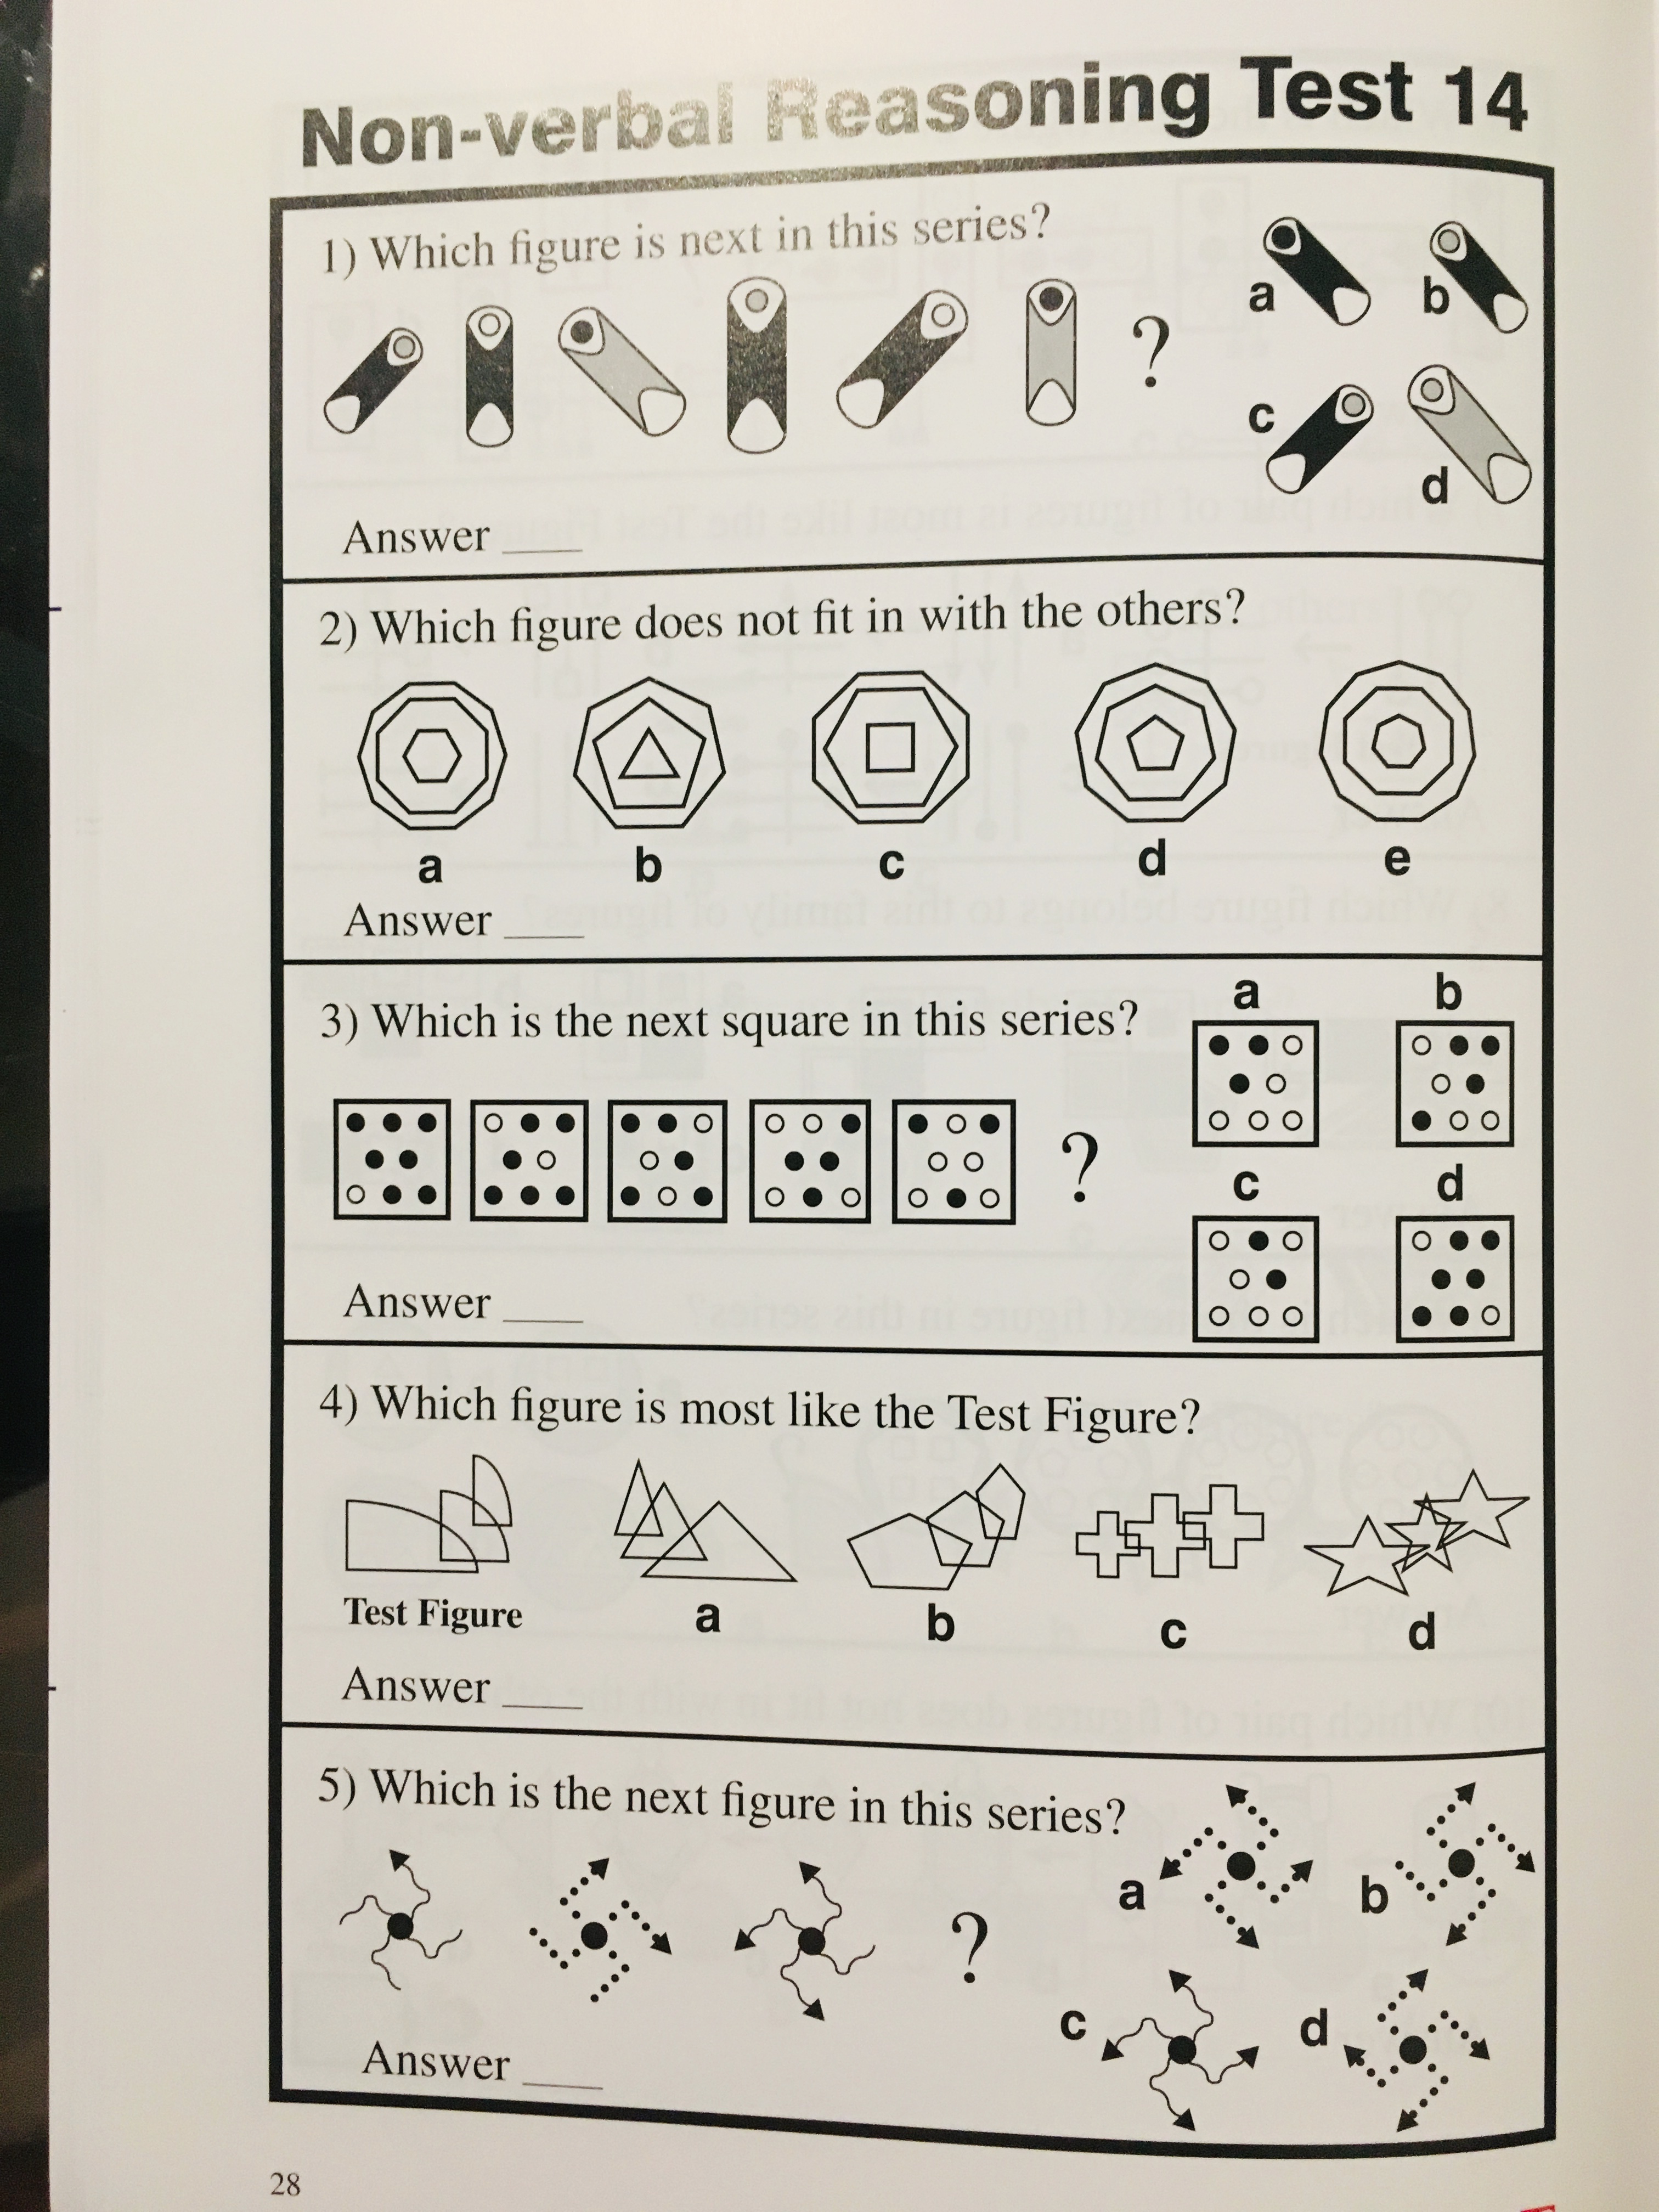 Non-verbal Reasoning Test 14
1) Which figure is next in this series?
a
b
?
c
d
Answer ____
2) Which figure does not fit in with the others?
a b c d e
Answer ____
3) Which is the next square in this series?
a b
?
c d
Answer ____
4) Which figure is most like the Test Figure?
Test Figure a b c d
Answer ____
5) Which is the next figure in this series?
a b
?
c d
Answer ____
28